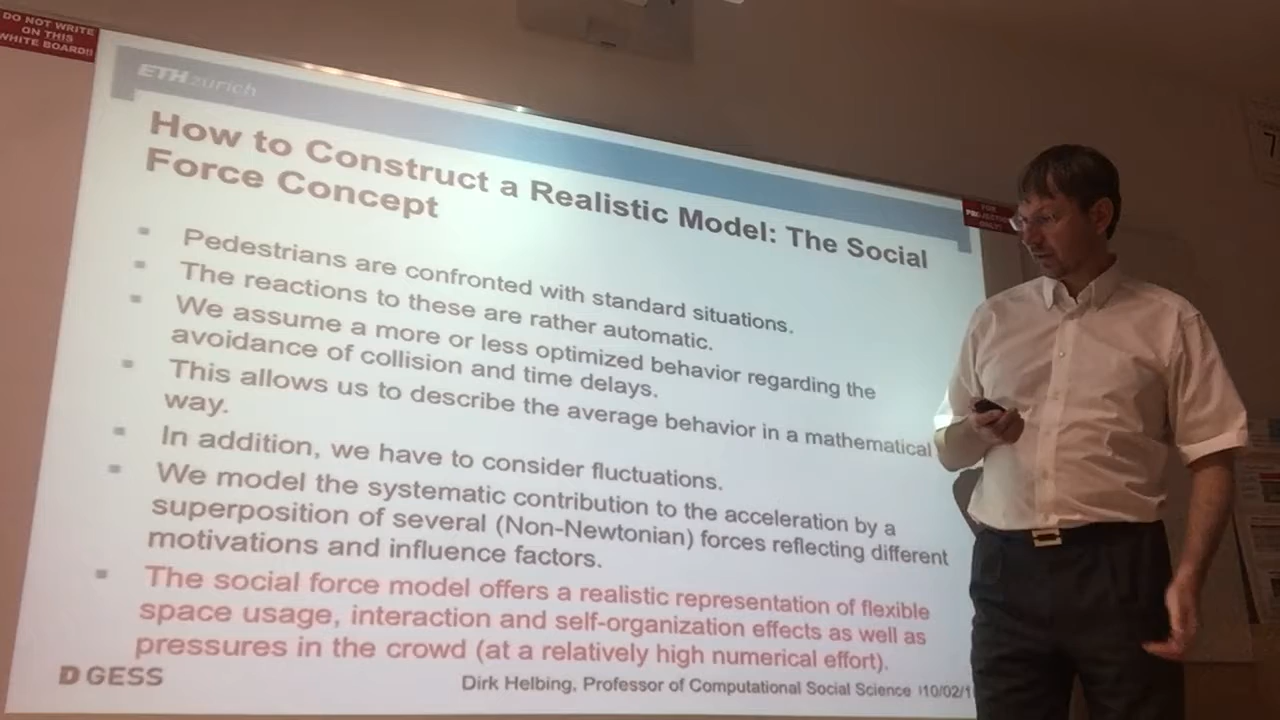 DO NOT WRITE
ON THIS
WHITE BOARD!!
ETH zürich
How to Construct a Realistic Model: The Social
Force Concept
Pedestrians are confronted with standard situations.
The reactions to these are rather automatic.
We assume a more or less optimized behavior regarding the
avoidance of collision and time delays.
This allows us to describe the average behavior in a mathematical
way.
In addition, we have to consider fluctuations.
We model the systematic contribution to the acceleration by a
superposition of several (Non-Newtonian) forces reflecting different
motivations and influence factors.
The social force model offers a realistic representation of flexible
space usage, interaction and self-organization effects as well as
pressures in the crowd (at a relatively high numerical effort).
D GESS
Dirk Helbing, Professor of Computational Social Science |10/02/1
FOR